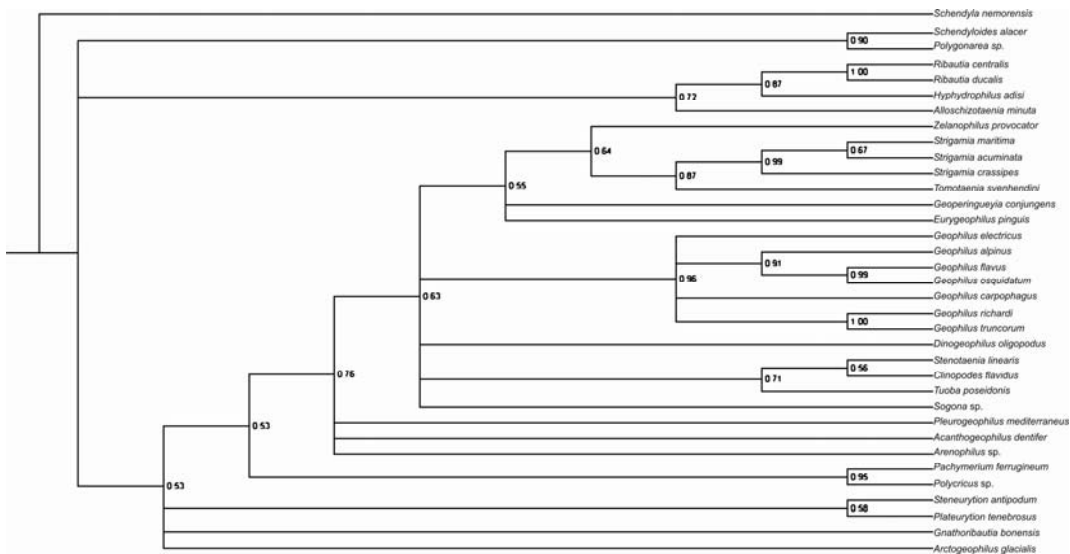 Schendyla nemorensis
Schendyloides alacer
0.90
Polygonarea sp.
Ribautia centralis
1.00
Ribautia ducalis
0.87
Hyphydrophilus adisi
0.72
Alloschizotaenia minuta
Zelanophilus provocator
Strigamia maritima
0.64
0.67
Strigamia acuminata
0.99
Strigamia crassipes
0.87
0.55
Tomotaenia svenhendini
Geoperingueyia conjungens
Eurygeophilus pinguis
Geophilus electricus
Geophilus alpinus
0.91
Geophilus flavus
0.99
0.96
Geophilus osquidatum
0.63
Geophilus carpophagus
Geophilus richardi
1.00
Geophilus truncorum
Dinogeophilus oligopodus
Stenotaenia linearis
0.56
0.76
Clinopodes flavidus
0.71
Tuoba poseidonis
Sogona sp.
Pleurogeophilus mediterraneus
0.53
Acanthogeophilus dentifer
Arenophilus sp.
Pachymerium ferrugineum
0.95
Polycricus sp.
0.53
Steneurytion antipodum
0.58
Plateurytion tenebrosus
Gnathoribautia bonensis
Arctogeophilus glacialis